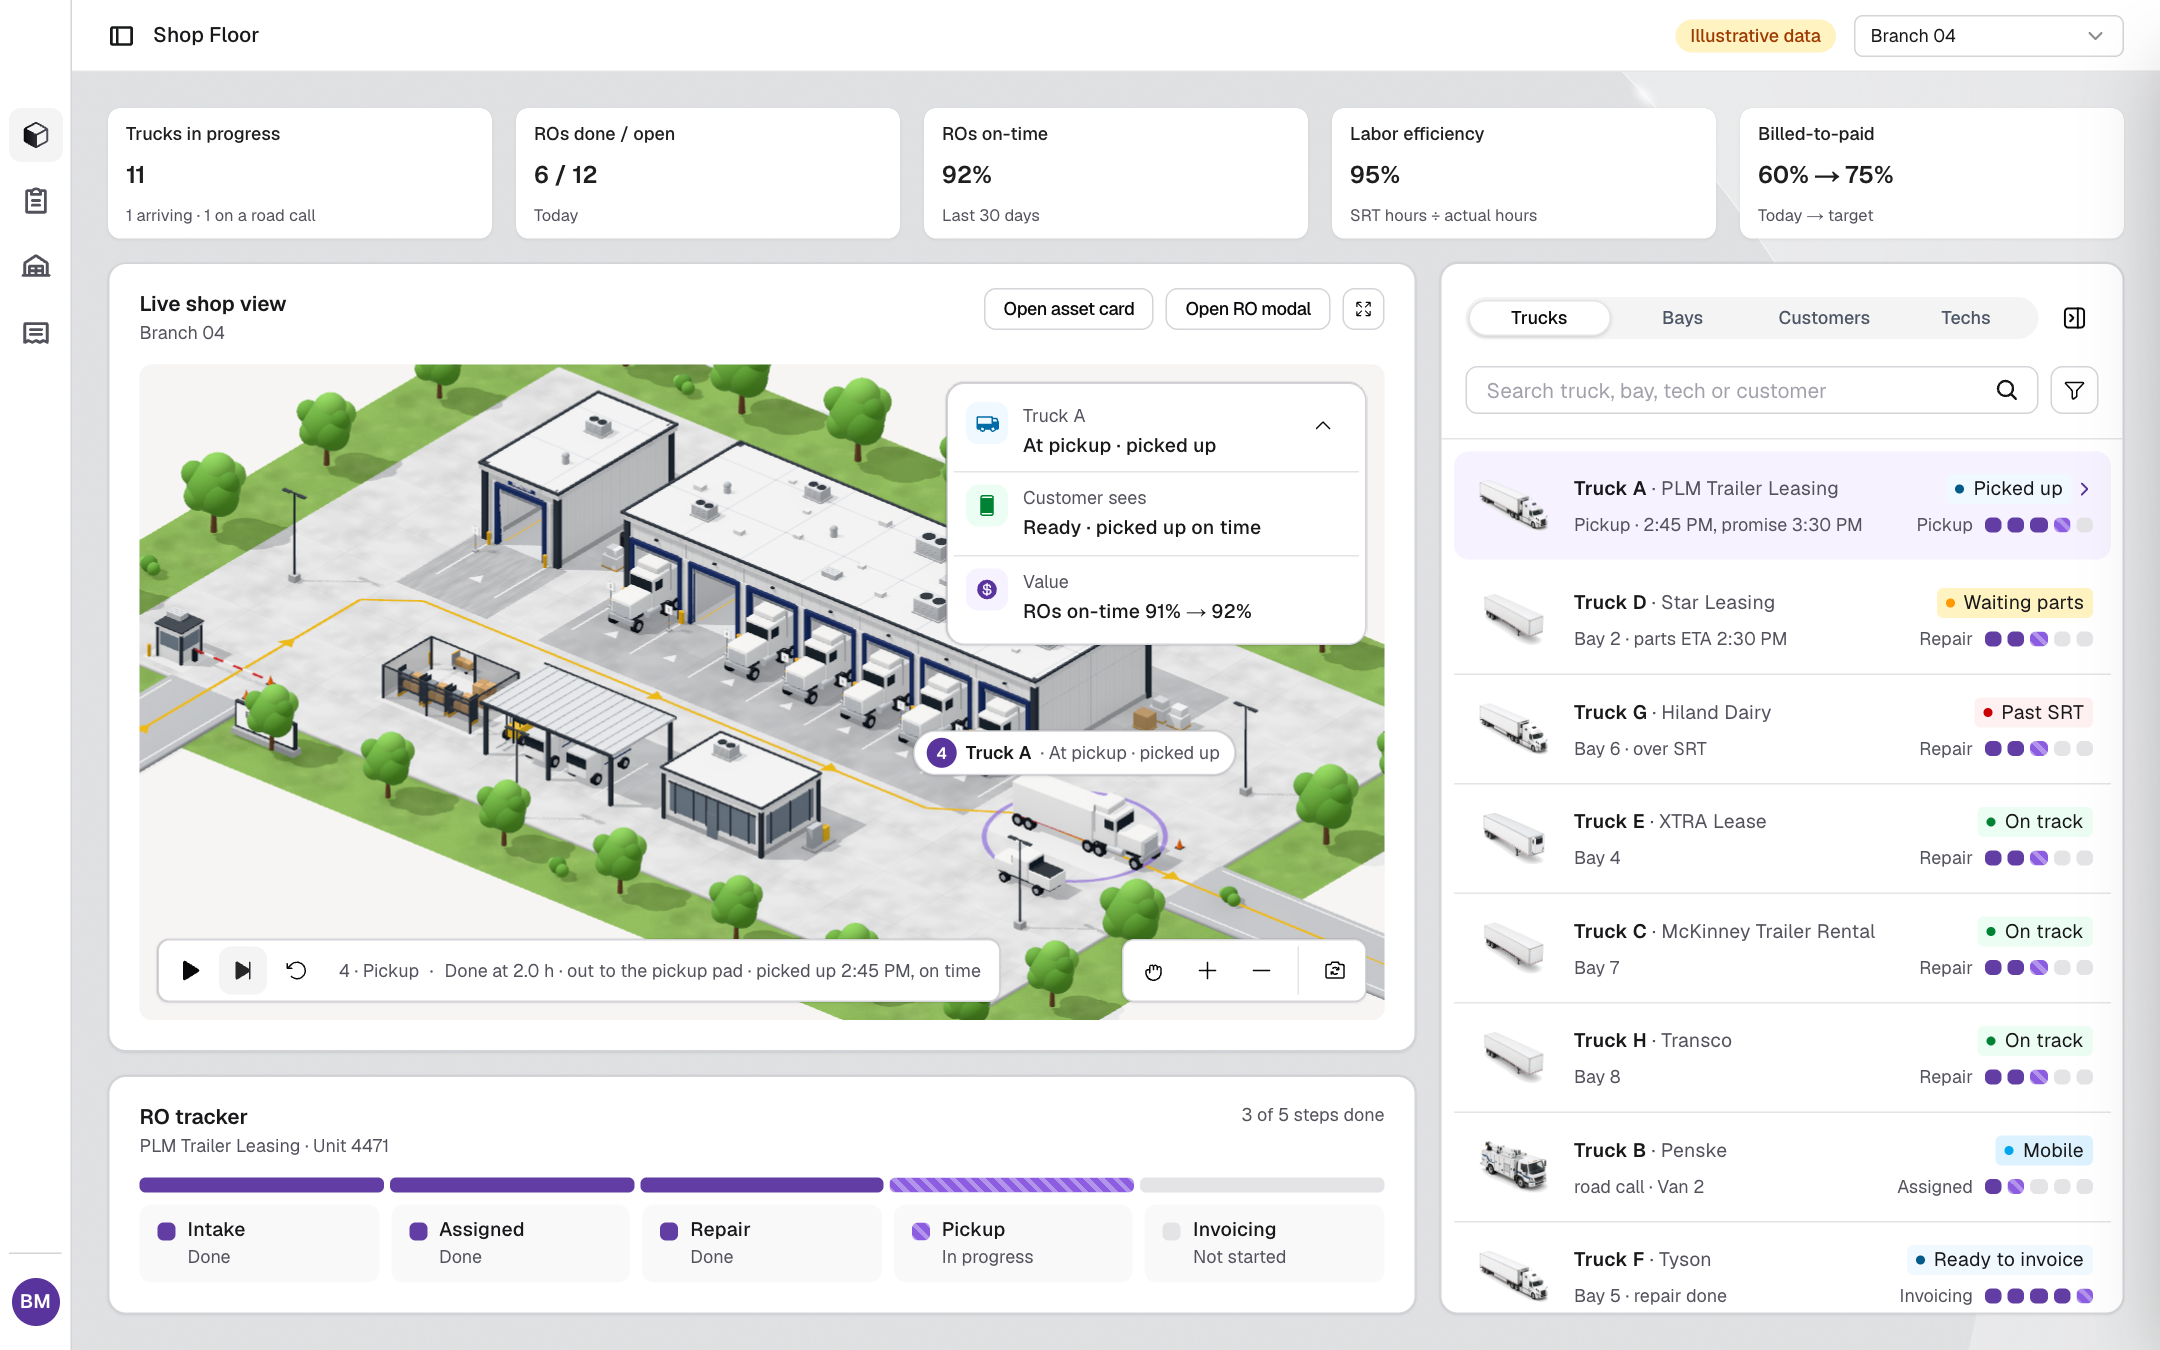 Shop Floor
Illustrative data
Branch 04
Trucks in progress
11
1 arriving · 1 on a road call
ROs done / open
6 / 12
Today
ROs on-time
92%
Last 30 days
Labor efficiency
95%
SRT hours ÷ actual hours
Billed-to-paid
60% → 75%
Today → target
Live shop view
Branch 04
Open asset card
Open RO modal
Truck A
At pickup · picked up
Customer sees
Ready · picked up on time
Value
ROs on-time 91% → 92%
4 Truck A · At pickup · picked up
4 · Pickup · Done at 2.0 h · out to the pickup pad · picked up 2:45 PM, on time
RO tracker
PLM Trailer Leasing · Unit 4471
3 of 5 steps done
Intake
Done
Assigned
Done
Repair
Done
Pickup
In progress
Invoicing
Not started
Trucks
Bays
Customers
Techs
Search truck, bay, tech or customer
Truck A · PLM Trailer Leasing
Picked up
Pickup · 2:45 PM, promise 3:30 PM
Pickup
Truck D · Star Leasing
Waiting parts
Bay 2 · parts ETA 2:30 PM
Repair
Truck G · Hiland Dairy
Past SRT
Bay 6 · over SRT
Repair
Truck E · XTRA Lease
On track
Bay 4
Repair
Truck C · McKinney Trailer Rental
On track
Bay 7
Repair
Truck H · Transco
On track
Bay 8
Repair
Truck B · Penske
Mobile
road call · Van 2
Assigned
Truck F · Tyson
Ready to invoice
Bay 5 · repair done
Invoicing
BM